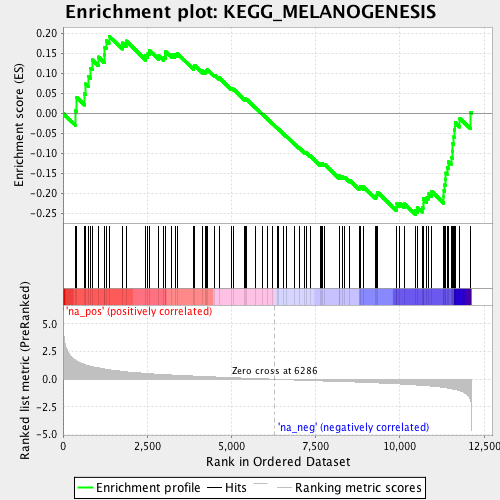 Enrichment plot: KEGG_MELANOGENESIS
Enrichment score (ES)
0.20
0.15
0.10
0.05
0.00
-0.05
-0.10
-0.15
-0.20
-0.25
'na_pos' (positively correlated)
Ranked list metric (PreRanked)
5.0
2.5
0.0
-2.5
-5.0
Zero cross at 6286
'na_neg' (negatively correlated)
0
2,500
5,000
7,500
10,000
12,500
Rank in Ordered Dataset
Enrichment profile
Hits
Ranking metric scores